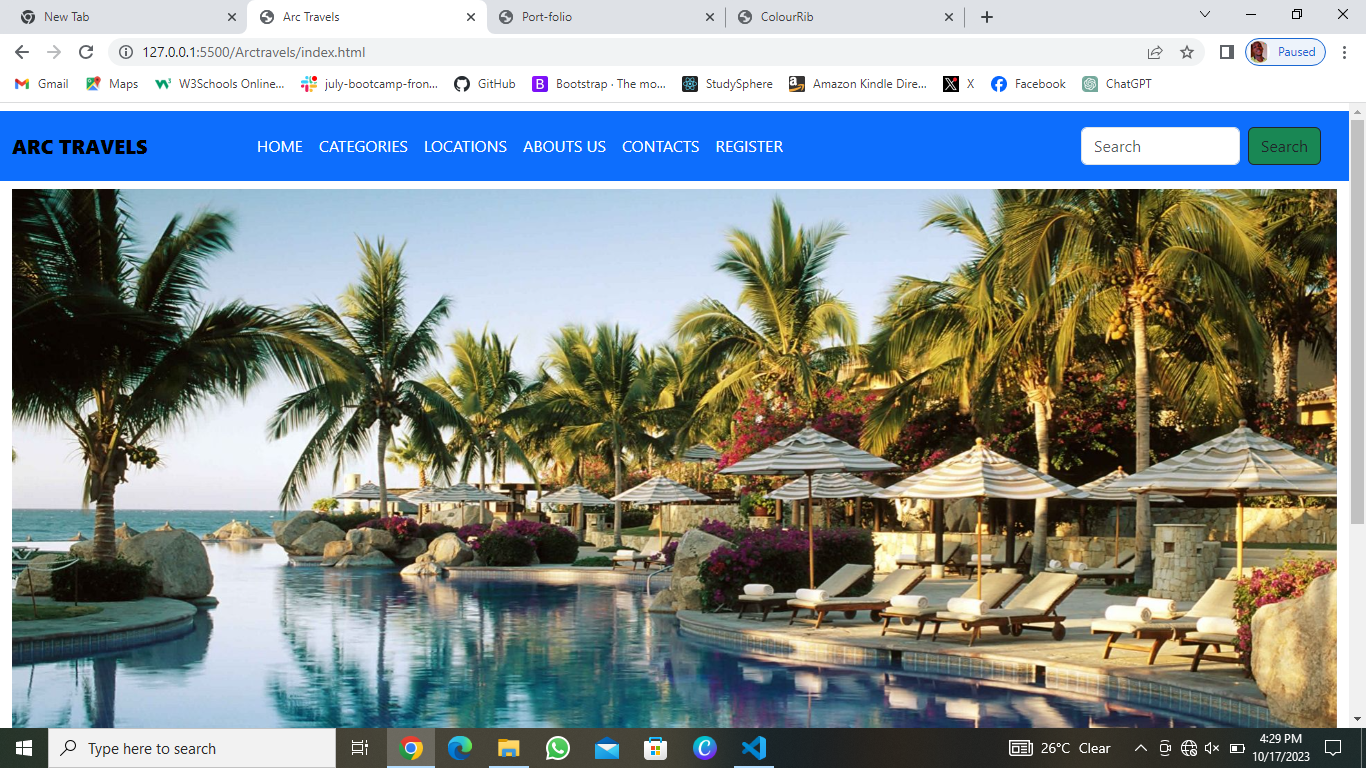 New Tab
Arc Travels
Port-folio
ColourRib
127.0.0.1:5500/Arctravels/index.html
Paused
Gmail
Maps
W3Schools Online...
july-bootcamp-fron...
GitHub
Bootstrap · The mo...
StudySphere
Amazon Kindle Dire...
X
Facebook
ChatGPT
ARC TRAVELS
HOME
CATEGORIES
LOCATIONS
ABOUTS US
CONTACTS
REGISTER
Search
Search
Type here to search
26°C Clear
4:29 PM
10/17/2023